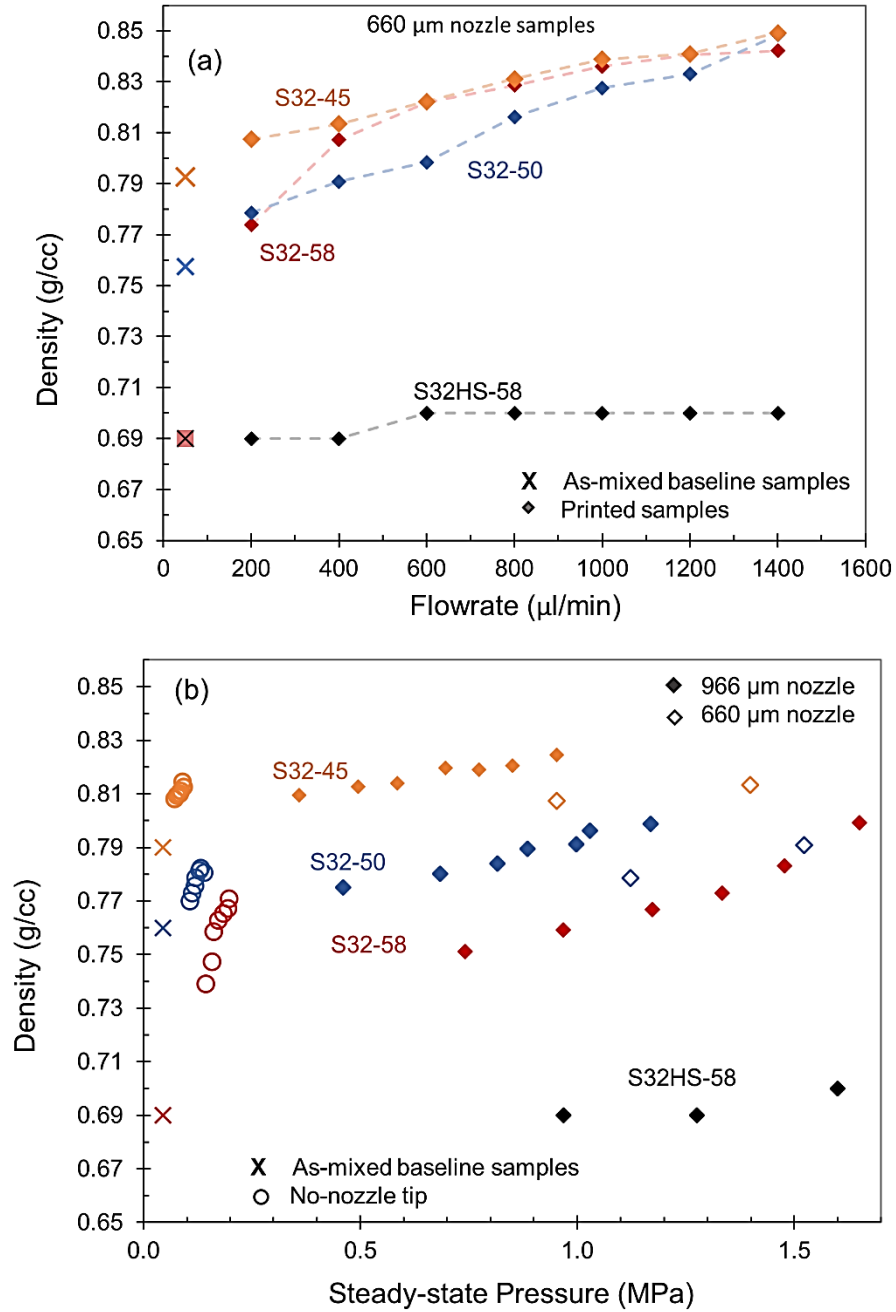 0.85
(a)
660 μm nozzle samples
0.83
S32-45
0.81
0.79
S32-50
0.77
S32-58
0.75
0.73
0.71
S32HS-58
0.69
X As-mixed baseline samples
0.67
Printed samples
0.65
0 200 400 600 800 1000 1200 1400 1600
Flowrate (μl/min)
Density (g/cc)
0.85
(b)
966 μm nozzle
660 μm nozzle
0.83
S32-45
0.81
0.79
S32-50
0.77
S32-58
0.75
0.73
0.71
S32HS-58
0.69
0.67
X As-mixed baseline samples
No-nozzle tip
0.65
0.0 0.5 1.0 1.5
Steady-state Pressure (MPa)
Density (g/cc)